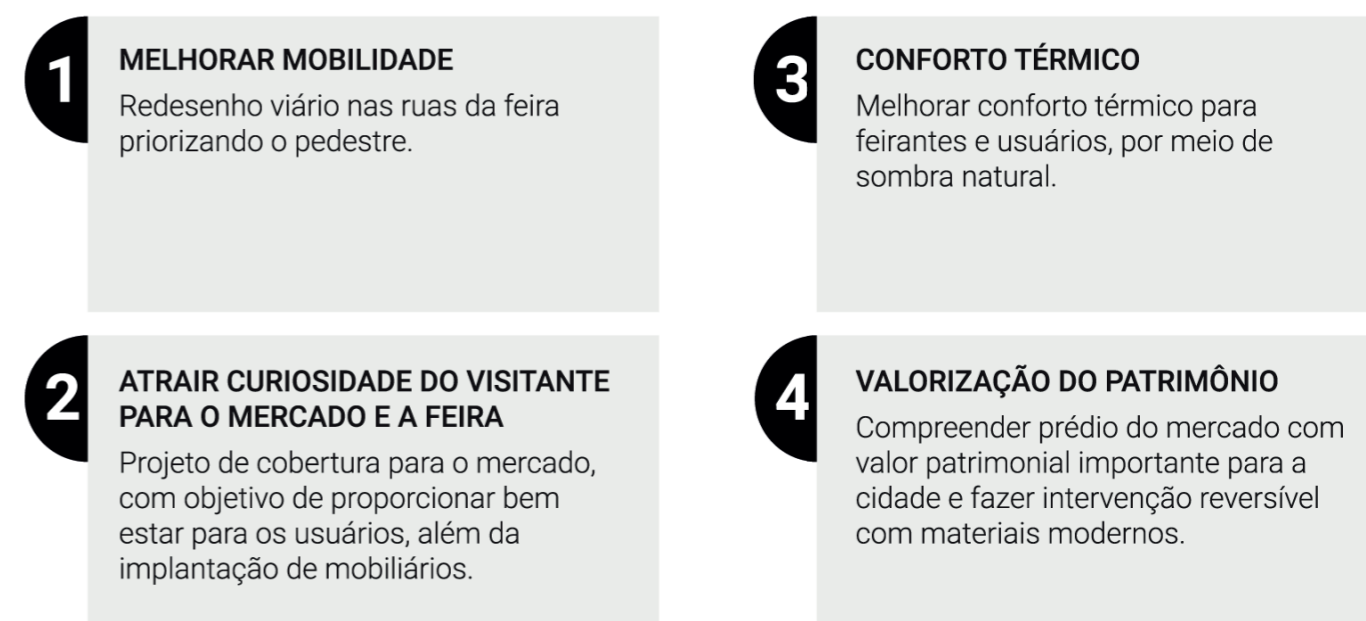 1
MELHORAR MOBILIDADE
Redesenho viário nas ruas da feira
priorizando o pedestre.
2
ATRAIR CURIOSIDADE DO VISITANTE
PARA O MERCADO E A FEIRA
Projeto de cobertura para o mercado,
com objetivo de proporcionar bem
estar para os usuários, além da
implantação de mobiliários.
3
CONFORTO TÉRMICO
Melhorar conforto térmico para
feirantes e usuários, por meio de
sombra natural.
4
VALORIZAÇÃO DO PATRIMÔNIO
Compreender prédio do mercado com
valor patrimonial importante para a
cidade e fazer intervenção reversível
com materiais modernos.